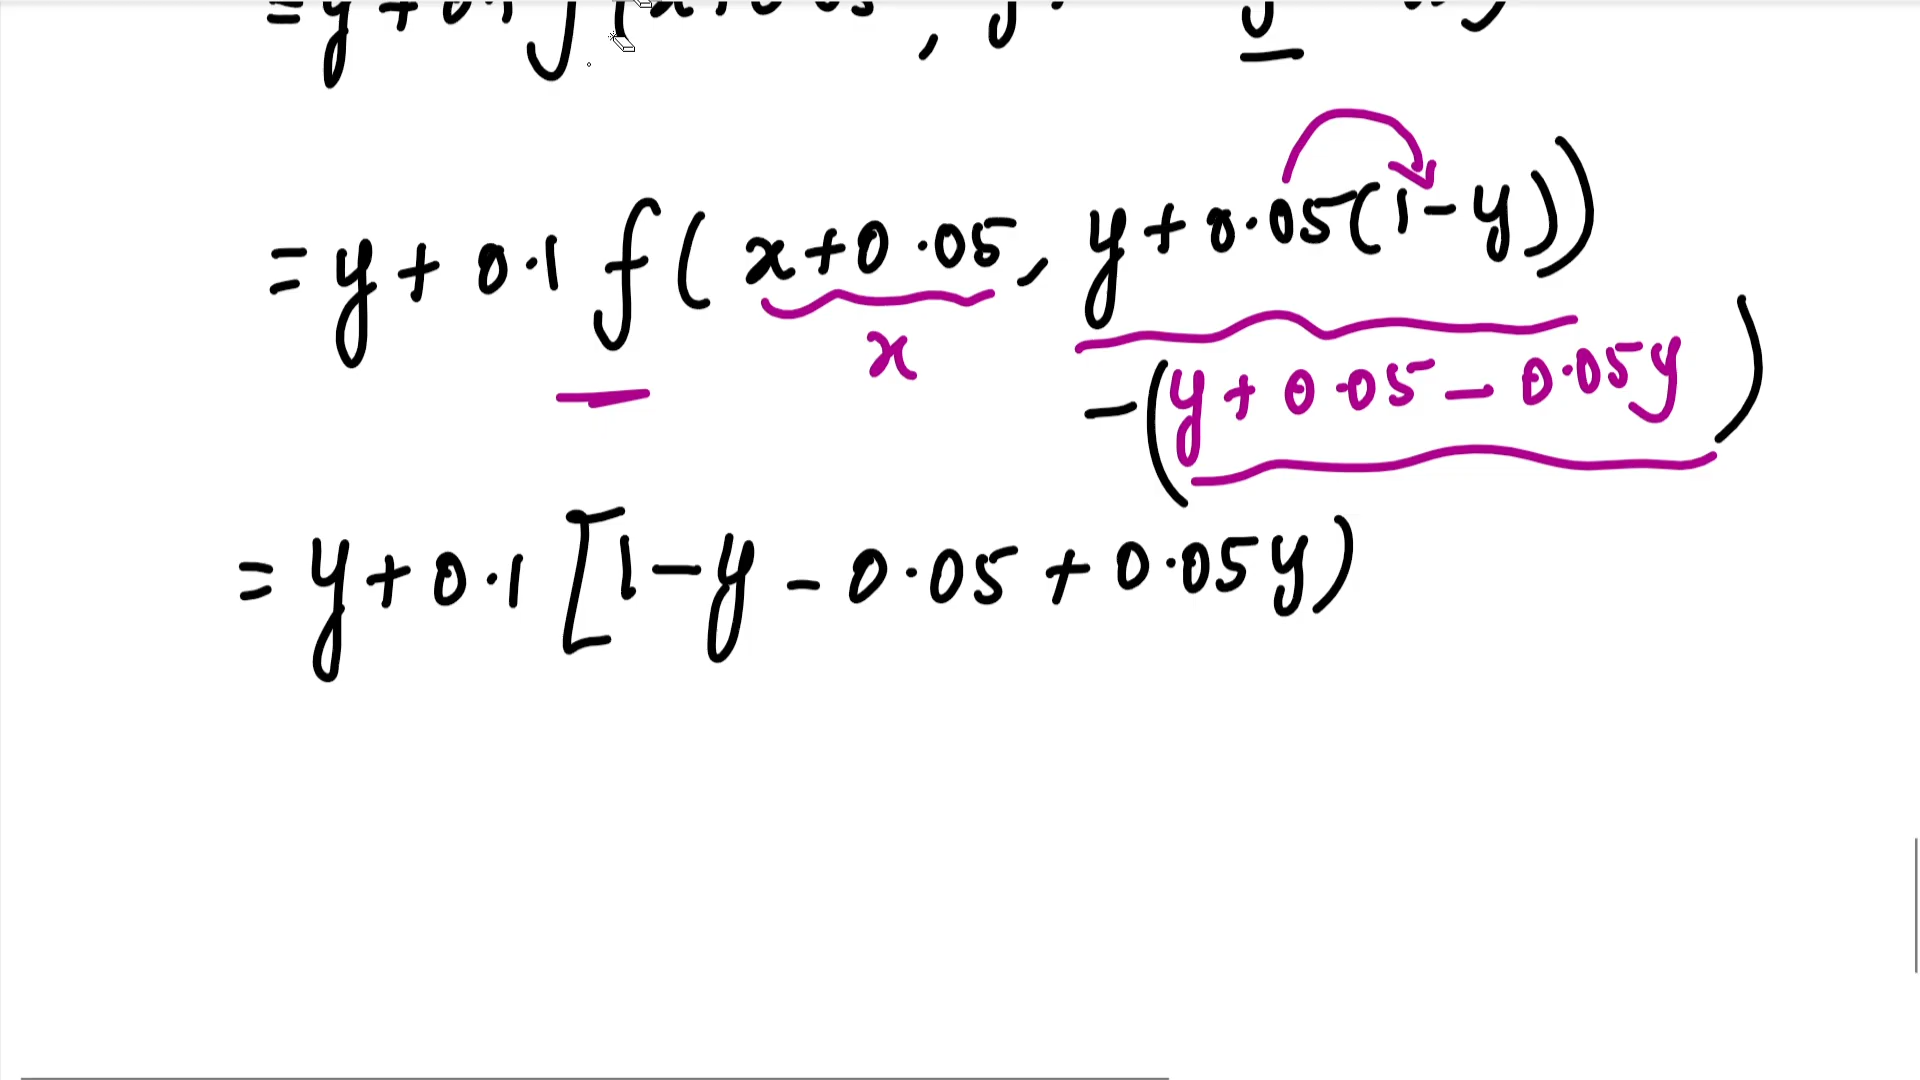 = y + 0.1 f( x + 0.05, y + 0.05(1 - y))
x
-(y + 0.05 - 0.05y)
= y + 0.1 [1 - y - 0.05 + 0.05y)